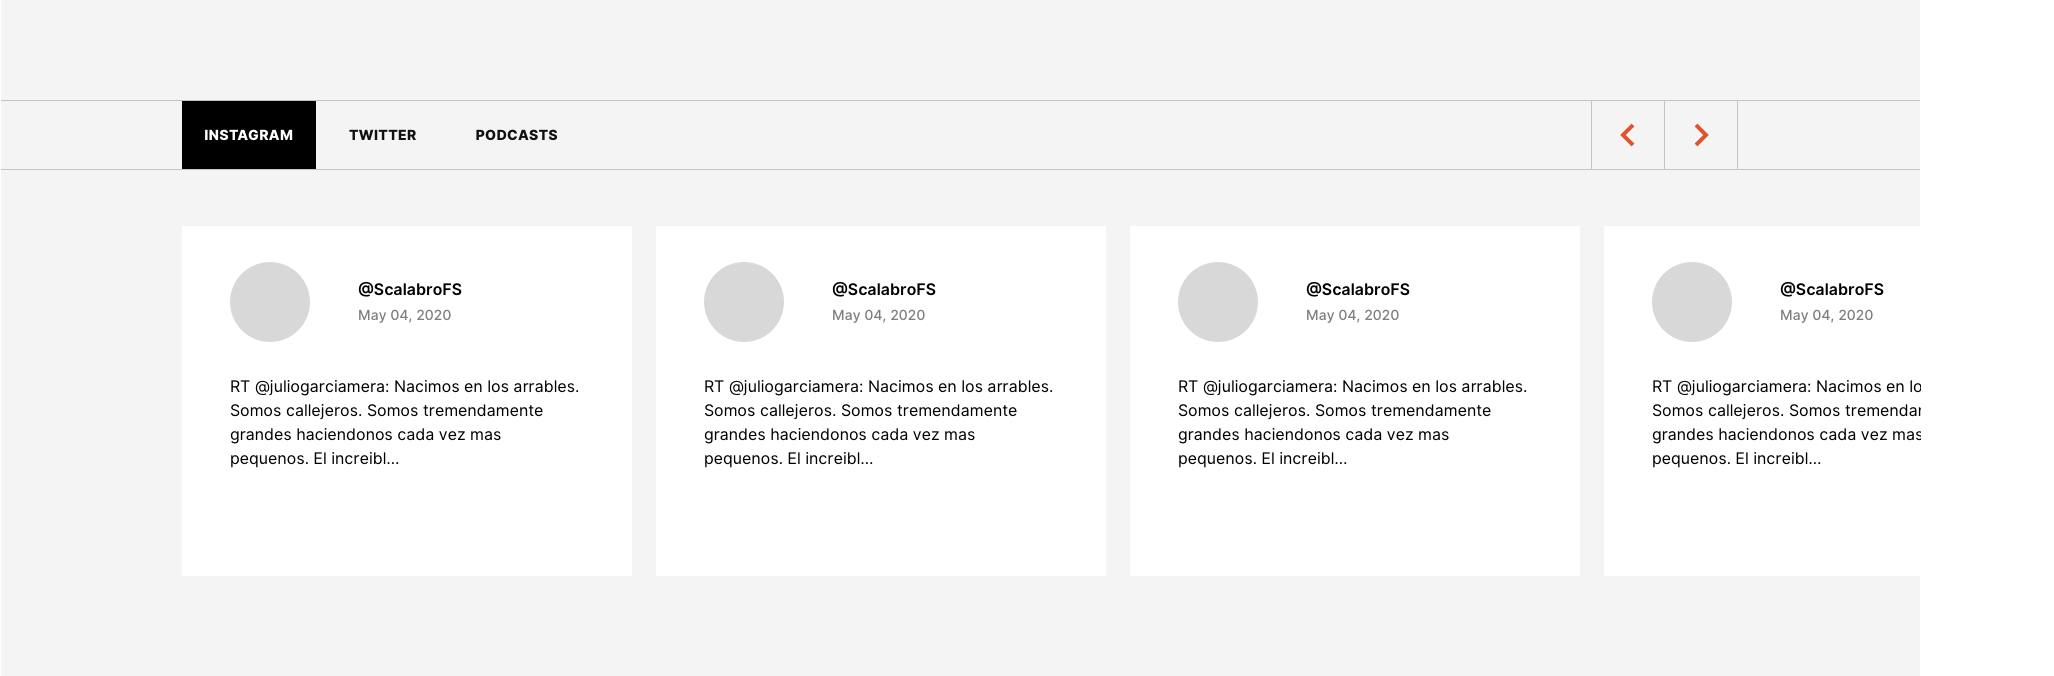 INSTAGRAM TWITTER PODCASTS
@ScalabroFS
May 04, 2020
RT @juliogarciamera: Nacimos en los arrables.
Somos callejeros. Somos tremendamente
grandes haciendonos cada vez mas
pequenos. El increibl...
@ScalabroFS
May 04, 2020
RT @juliogarciamera: Nacimos en los arrables.
Somos callejeros. Somos tremendamente
grandes haciendonos cada vez mas
pequenos. El increibl...
@ScalabroFS
May 04, 2020
RT @juliogarciamera: Nacimos en los arrables.
Somos callejeros. Somos tremendamente
grandes haciendonos cada vez mas
pequenos. El increibl...
@ScalabroFS
May 04, 2020
RT @juliogarciamera: Nacimos en
Somos callejeros. Somos
grandes haciendonos cada vez mas
pequenos. El increibl...